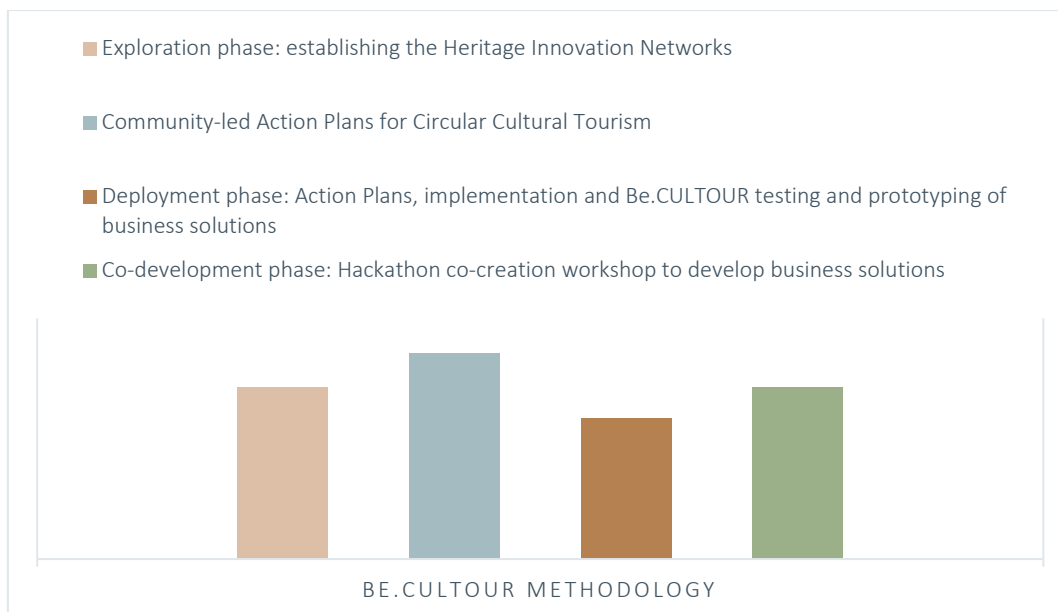 Exploration phase: establishing the Heritage Innovation Networks
Community-led Action Plans for Circular Cultural Tourism
Deployment phase: Action Plans, implementation and Be.CULTOUR testing and prototyping of
business solutions
Co-development phase: Hackathon co-creation workshop to develop business solutions
BE.CULTOUR METHODOLOGY